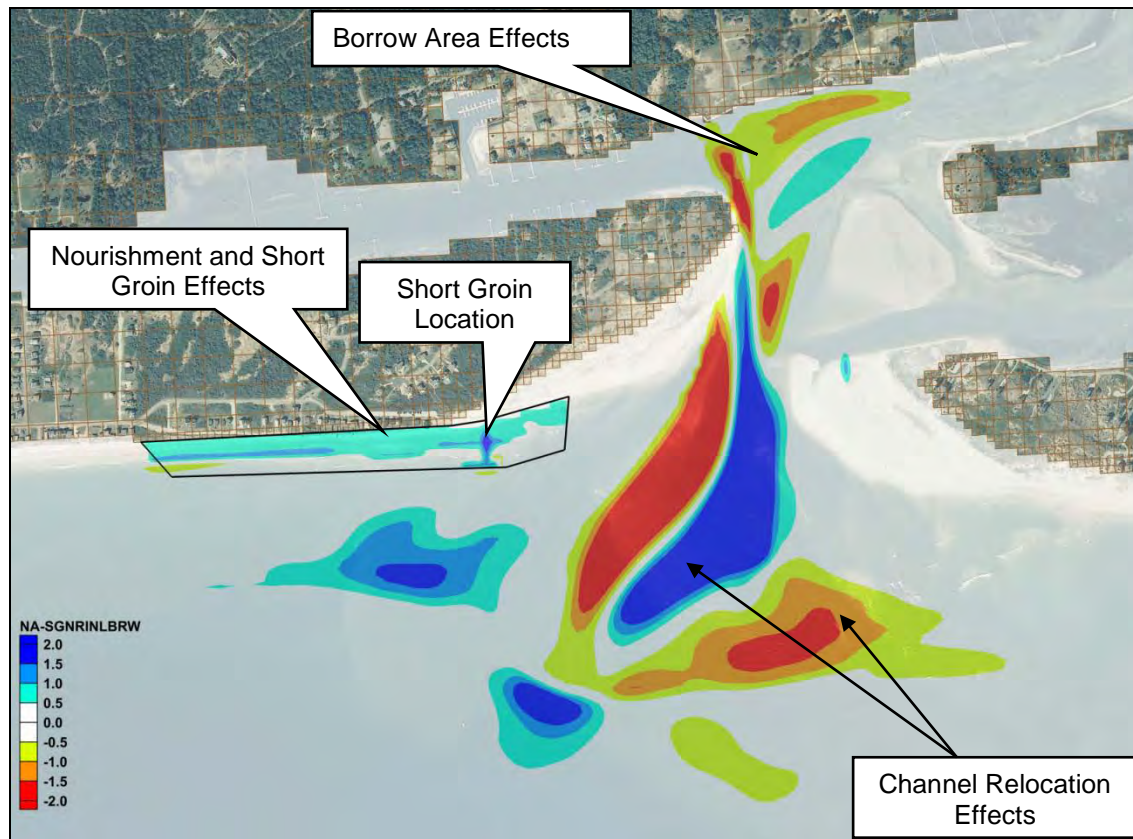 Borrow Area Effects
Nourishment and Short
Groin Effects
Short Groin
Location
NA-SGNRINLBRW
2.0
1.5
1.0
0.5
0.0
-0.5
-1.0
-1.5
-2.0
Channel Relocation
Effects